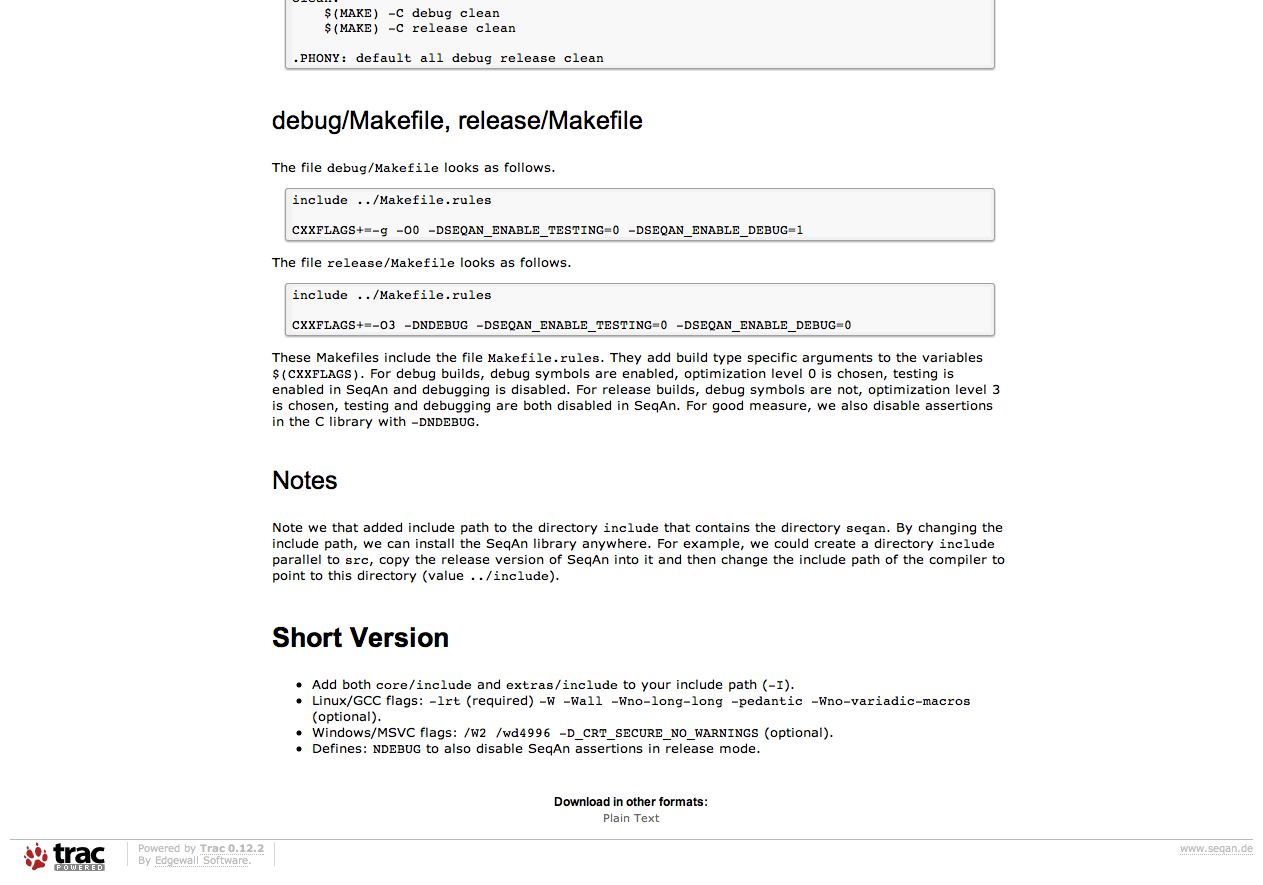 $(MAKE) -C debug clean
$(MAKE) -C release clean
.PHONY: default all debug release clean
debug/Makefile, release/Makefile
The file debug/Makefile looks as follows.
include ../Makefile.rules
CXXFLAGS+=-g -O0 -DSEQAN_ENABLE_TESTING=0 -DSEQAN_ENABLE_DEBUG=1
The file release/Makefile looks as follows.
include ../Makefile.rules
CXXFLAGS+=-O3 -DNDEBUG -DSEQAN_ENABLE_TESTING=0 -DSEQAN_ENABLE_DEBUG=0
These Makefiles include the file Makefile.rules. They add build type specific arguments to the variables
$(CXXFLAGS). For debug builds, debug symbols are enabled, optimization level 0 is chosen, testing is
enabled in SeqAn and debugging is disabled. For release builds, debug symbols are not, optimization level 3
is chosen, testing and debugging are both disabled in SeqAn. For good measure, we also disable assertions
in the C library with -DNDEBUG.
Notes
Note we that added include path to the directory include that contains the directory seqan. By changing the
include path, we can install the SeqAn library anywhere. For example, we could create a directory include
parallel to src, copy the release version of SeqAn into it and then change the include path of the compiler to
point to this directory (value ../include).
Short Version
• Add both core/include and extras/include to your include path (-I).
• Linux/GCC flags: -lrt (required) -W -Wall -Wno-long-long -pedantic -Wno-variadic-macros
(optional).
• Windows/MSVC flags: /W2 /wd4996 -D_CRT_SECURE_NO_WARNINGS (optional).
• Defines: NDEBUG to also disable SeqAn assertions in release mode.
Download in other formats:
Plain Text
trac
POWERED
Powered by Trac 0.12.2
By Edgewall Software.
www.seqan.de